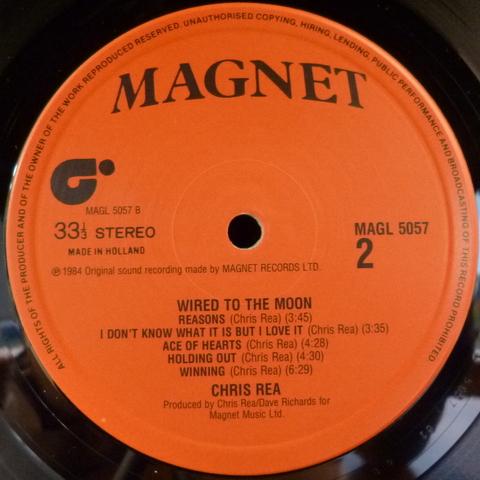 ALL RIGHTS OF THE PRODUCER AND OF THE OWNER OF THE WORK REPRODUCED RESERVED. UNAUTHORISED COPYING, HIRING, LENDING, PUBLIC PERFORMANCE AND BROADCASTING OF THIS RECORD PROHIBITED
MAGNET
MAGL 5057 B
33⅓ STEREO
MADE IN HOLLAND
MAGL 5057
2
℗ 1984 Original sound recording made by MAGNET RECORDS LTD.
WIRED TO THE MOON
REASONS (Chris Rea) (3:45)
I DON'T KNOW WHAT IT IS BUT I LOVE IT (Chris Rea) (3:35)
ACE OF HEARTS (Chris Rea) (4:28)
HOLDING OUT (Chris Rea) (4:30)
WINNING (Chris Rea) (6:29)
CHRIS REA
Produced by Chris Rea/Dave Richards for
Magnet Music Ltd.